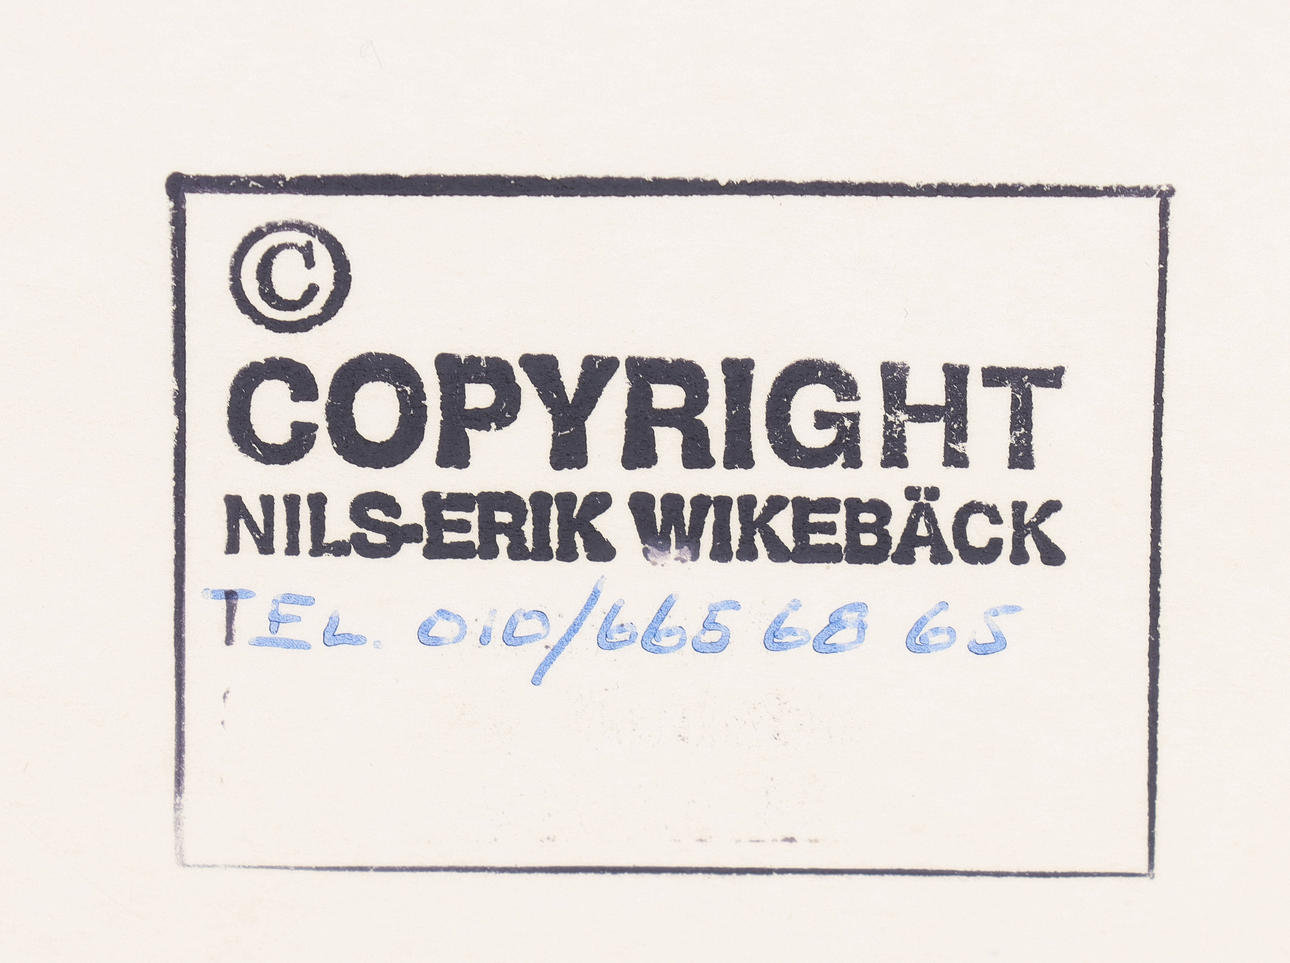 ©
COPYRIGHT
NILS-ERIK WIKEBÄCK
TEL. 010/665 68 65